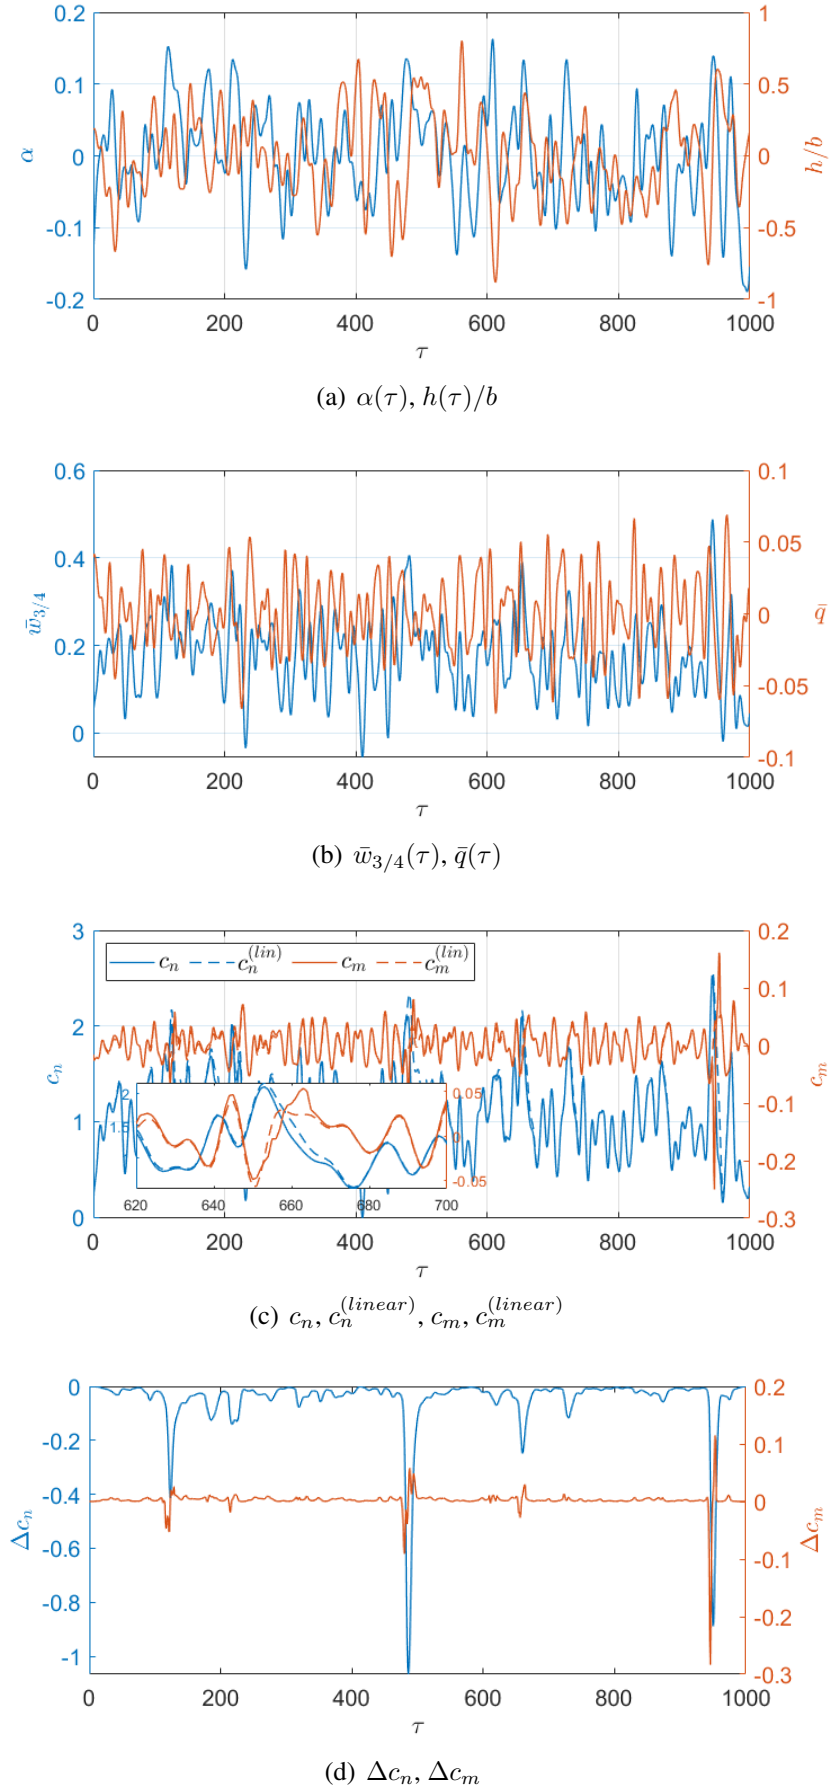 0.2
0.1
0
-0.1
-0.2
α
1
0.5
0
-0.5
-1
h/b
0 200 400 600 800 1000
τ
(a) α(τ), h(τ)/b
0.6
0.4
0.2
0
w̄3/4
0.1
0.05
0
-0.05
-0.1
q̄
0 200 400 600 800 1000
τ
(b) w̄3/4(τ), q̄(τ)
3
2
1
0
cn
cn cn(lin) cm cm(lin)
0.2
0.1
0
-0.1
-0.2
-0.3
cm
2
1.5
1
0.05
0
-0.05
620 640 660 680 700
0 200 400 600 800 1000
τ
(c) cn, cn(linear), cm, cm(linear)
0
-0.2
-0.4
-0.6
-0.8
-1
Δcn
0.2
0.1
0
-0.1
-0.2
-0.3
Δcm
0 200 400 600 800 1000
τ
(d) Δcn, Δcm